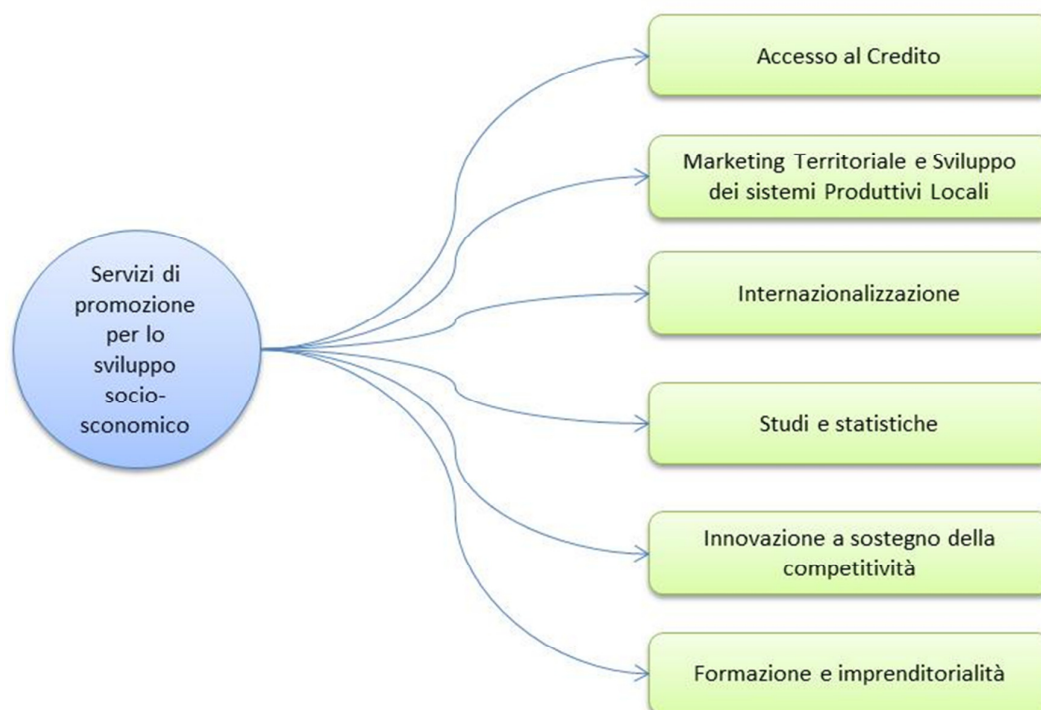 Servizi di
promozione
per lo
sviluppo
socio-
sconomico
Accesso al Credito
Marketing Territoriale e Sviluppo
dei sistemi Produttivi Locali
Internazionalizzazione
Studi e statistiche
Innovazione a sostegno della
competitività
Formazione e imprenditorialità